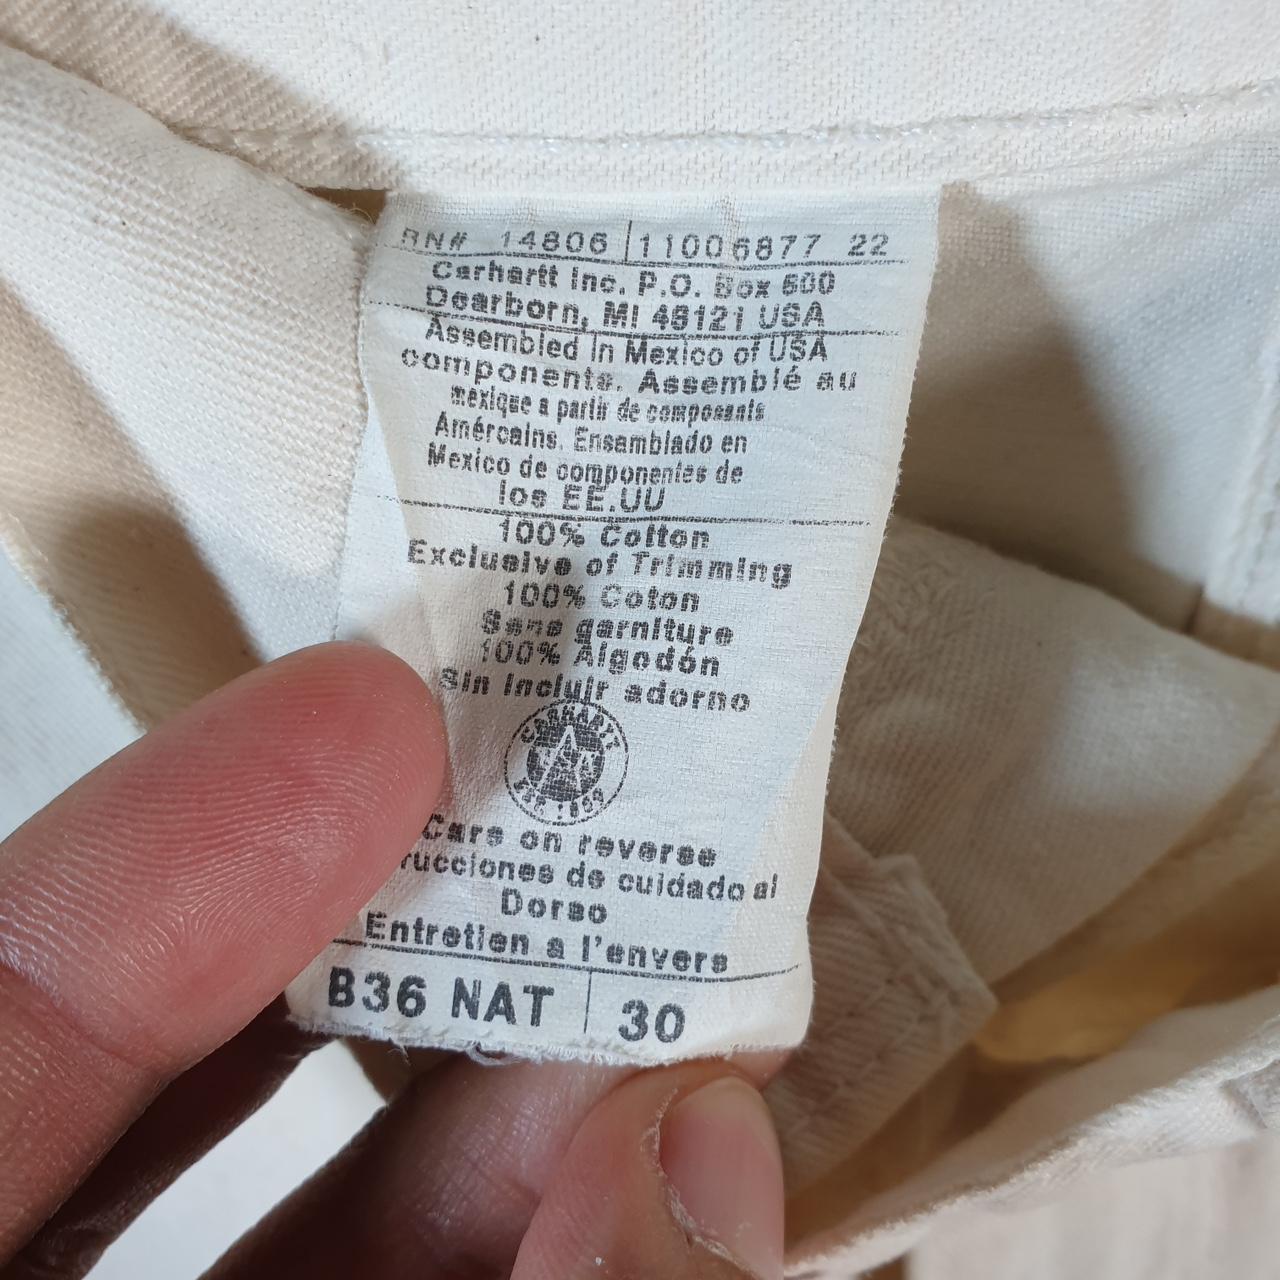 RN# 14806 11006877 22
Carhartt Inc. P.O. Box 600
Dearborn, MI 48121 USA
Assembled in Mexico of USA
components. Assemblé au
mexique a partir de composants
Amércains. Ensamblado en
Mexico de componentes de
los EE.UU
100% Cotton
Exclusive of Trimming
100% Coton
Sans garniture
100% Algodón
Sin Incluir adorno
CARHARTT
EST. 1889
Care on reverse
rucciones de cuidado al
Dorso
Entretien a l'envers
B36 NAT 30